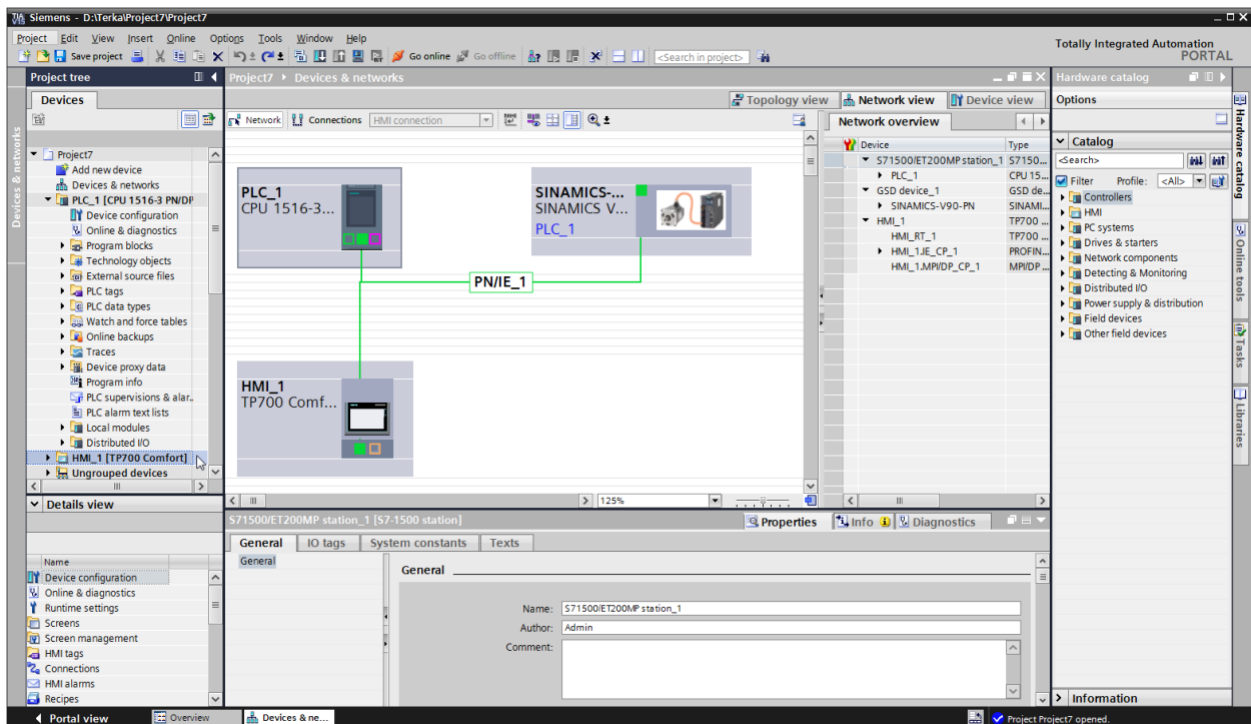 Siemens - D:\Terka\Project7\Project7
Project Edit View Insert Online Options Tools Window Help
Totally Integrated Automation
PORTAL
Save project
Go online
Go offline
<Search in project>
Project tree
Project7 ▸ Devices & networks
Hardware catalog
Devices
Topology view
Network view
Device view
Options
Network
Connections
HMI connection
Network overview
Devices & networks
Project7
Add new device
Devices & networks
PLC_1 [CPU 1516-3 PN/DP
Device configuration
Online & diagnostics
Program blocks
Technology objects
External source files
PLC tags
PLC data types
Watch and force tables
Online backups
Traces
Device proxy data
Program info
PLC supervisions & alar..
PLC alarm text lists
Local modules
Distributed I/O
HMI_1 [TP700 Comfort]
Ungrouped devices
PLC_1
CPU 1516-3...
SINAMICS-...
SINAMICS V...
PLC_1
PN/IE_1
HMI_1
TP700 Comf...
125%
Device Type
S71500/ET200MP station_1 S7150...
PLC_1 CPU 15...
GSD device_1 GSD de...
SINAMICS-V90-PN SINAMI...
HMI_1 TP700 ...
HMI_RT_1 TP700 ...
HMI_1.IE_CP_1 PROFIN...
HMI_1.MPI/DP_CP_1 MPI/DP...
Catalog
<Search>
Filter Profile: <All>
Controllers
HMI
PC systems
Drives & starters
Network components
Detecting & Monitoring
Distributed I/O
Power supply & distribution
Field devices
Other field devices
Hardware catalog
Online tools
Tasks
Libraries
Details view
Name
Device configuration
Online & diagnostics
Runtime settings
Screens
Screen management
HMI tags
Connections
HMI alarms
Recipes
S71500/ET200MP station_1 [S7-1500 station]
Properties
Info
Diagnostics
General IO tags System constants Texts
General
General
Name: S71500/ET200MP station_1
Author: Admin
Comment:
Information
Portal view
Overview
Devices & ne...
Project Project7 opened.